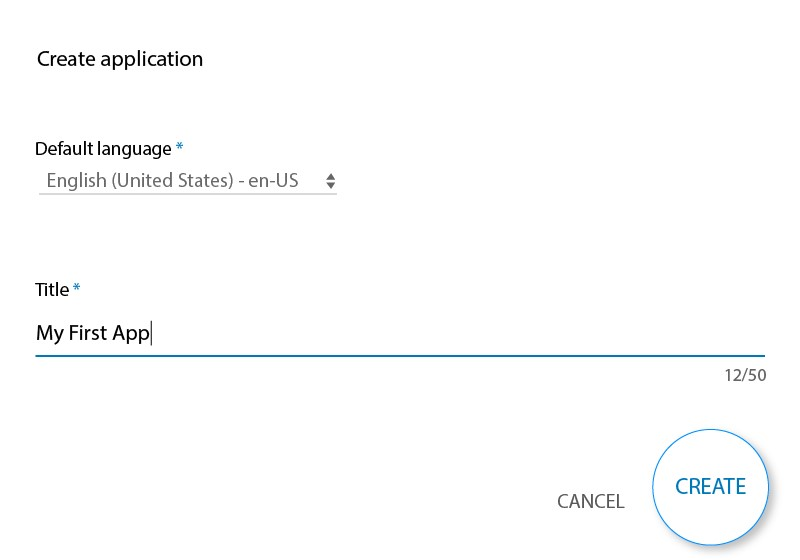 Create application
Default language *
English (United States) - en-US
Title *
My First App
12/50
CANCEL
CREATE